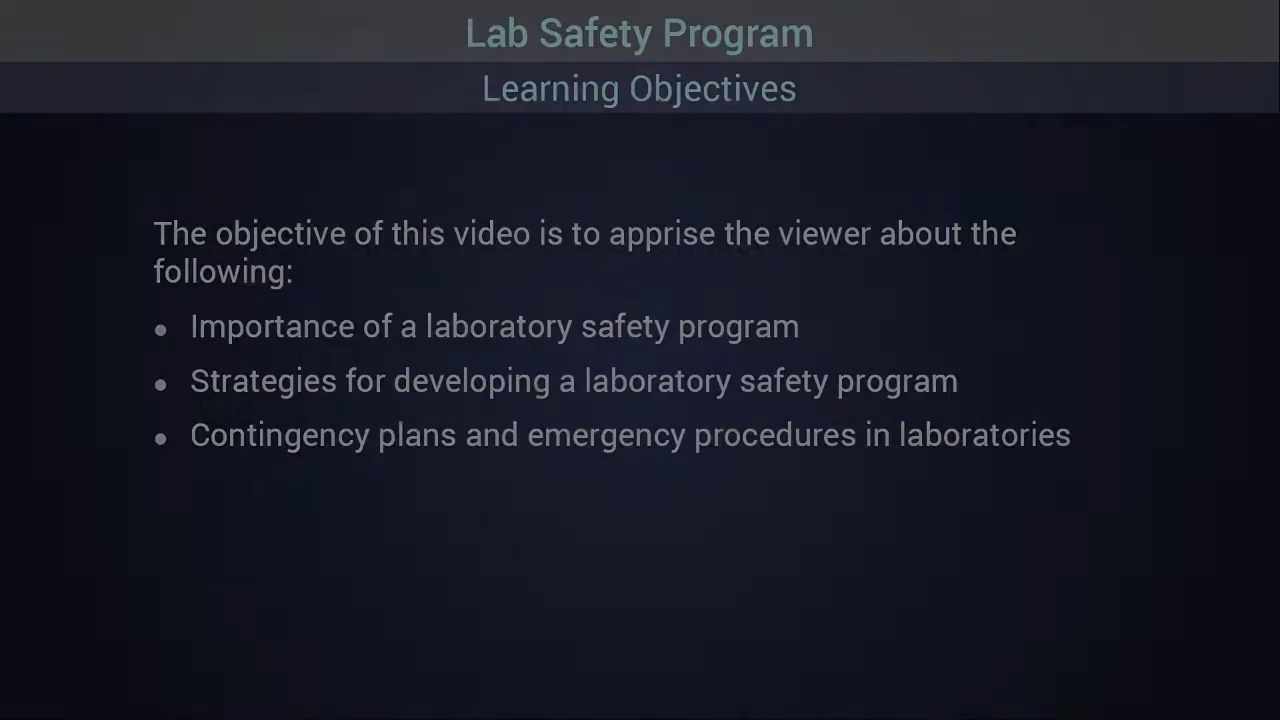 Lab Safety Program
Learning Objectives
The objective of this video is to apprise the viewer about the
following:
● Importance of a laboratory safety program
● Strategies for developing a laboratory safety program
● Contingency plans and emergency procedures in laboratories